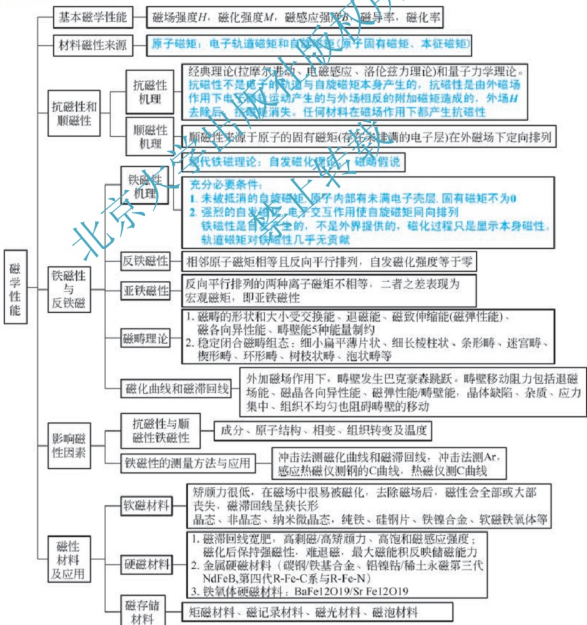 基本磁学性能
磁场强度H，磁化强度M，磁感应强度B，磁导率，磁化率
材料磁性来源
原子磁矩：电子轨道磁矩和自旋磁矩(原子固有磁矩、本征磁矩)
磁学性能
抗磁性和
顺磁性
抗磁性
机理
经典理论(拉摩尔进动、电磁感应、洛伦兹力理论)和量子力学理论。
抗磁性不是电子的轨道与自旋磁矩本身产生的，抗磁性是由外磁场
作用下电子
运动产生的与外场相反的附加磁矩造成的，外场H
去除后，
消失。任何材料在磁场作用下都产生抗磁性
顺磁性
机理
顺磁性来源于原子的固有磁矩(存在未排满的电子层)在外磁场下定向排列
铁磁性
与
反铁磁
铁磁性
机理
现代铁磁理论：自发磁化理论、磁畴假说
充分必要条件：
1. 未被抵消的自旋磁矩,原子内部有未满电子壳层,固有磁矩不为0
2. 强烈的自发磁化,电子交互作用使自旋磁矩同向排列
铁磁性是自发产生的，不是外界提供的，磁化过程只是显示本身磁性。
轨道磁矩对铁磁性几乎无贡献
反铁磁性
相邻原子磁矩相等且反向平行排列，自发磁化强度等于零
亚铁磁性
反向平行排列的两种离子磁矩不相等，二者之差表现为
宏观磁矩，即亚铁磁性
磁畴理论
1. 磁畴的形状和大小受交换能、退磁能、磁致伸缩能(磁弹性能)、
磁各向异性能、畴壁能5种能量制约
2. 稳定闭合磁畴组态：细小扁平薄片状、细长棱柱状、条形畴、迷宫畴、
楔形畴、环形畴、树枝状畴、泡状畴等
磁化曲线和磁滞回线
外加磁场作用下，畴壁发生巴克豪森跳跃。畴壁移动阻力包括退磁
场能、磁晶各向异性能、磁弹性能/畴壁能，晶体缺陷、杂质、应力
集中、组织不均匀也阻碍畴壁的移动
影响磁
性因素
抗磁性与顺
磁性铁磁性
成分、原子结构、相变、组织转变及温度
铁磁性的测量方法与应用
冲击法测磁化曲线和磁滞回线，冲击法测Ar,
感应热磁仪测钢的C曲线，热磁仪测C曲线
磁性
材料
及应用
软磁材料
矫顽力很低，在磁场中很易被磁化，去除磁场后，磁性会全部或大部
丧失，磁滞回线呈狭长形
晶态、非晶态、纳米微晶态，纯铁、硅钢片、铁镍合金、软磁铁氧体等
硬磁材料
1. 磁滞回线宽肥，高剩磁/高矫顽力、高饱和磁感应强度；
磁化后保持强磁性，难退磁，最大磁能积反映储磁能力
2. 金属硬磁材料（碳钢/铁基合金、铝镍钴/稀土永磁第三代
NdFeB,第四代R-Fe-C系与R-Fe-N）
3. 铁氧体硬磁材料：BaFe12O19/Sr Fe12O19
磁存储
材料
矩磁材料、磁记录材料、磁光材料、磁泡材料
北京大学出版社版权所有
禁止转载